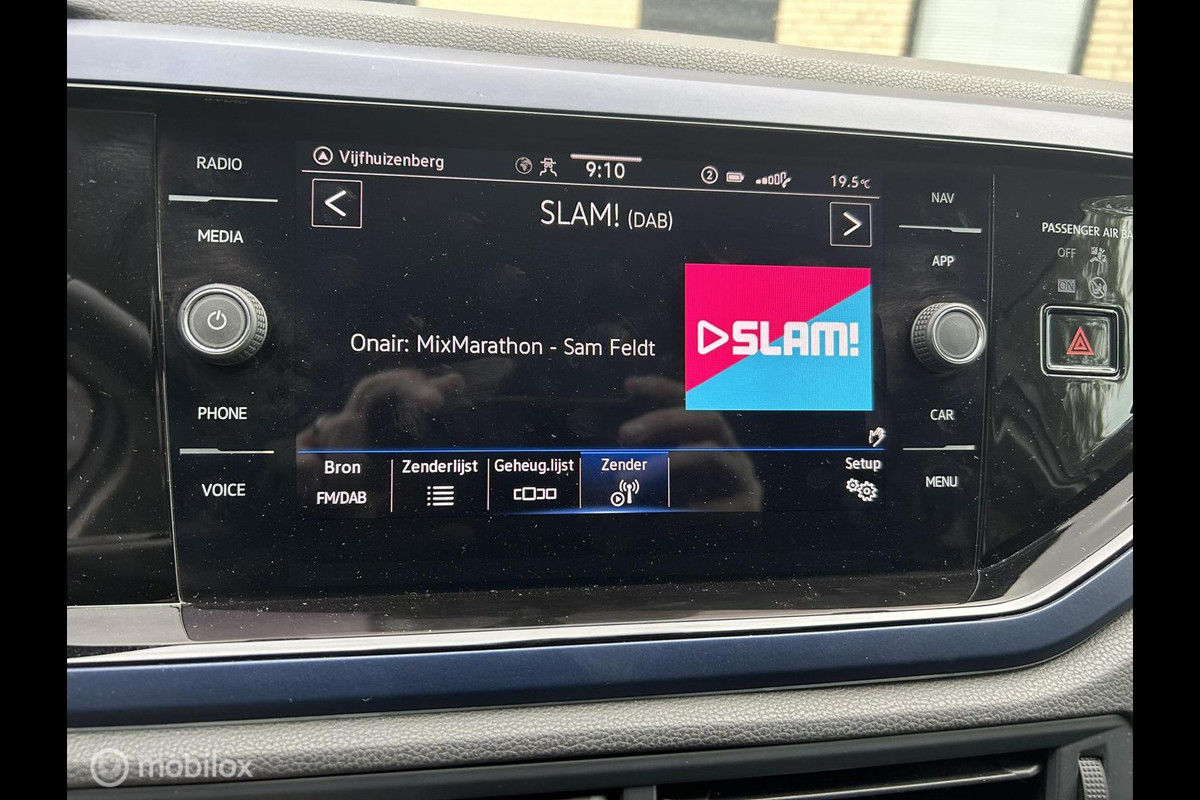 RADIO
MEDIA
PHONE
VOICE
Vijfhuizenberg
9:10
2
19.5°C
<
SLAM! (DAB)
>
Onair: MixMarathon - Sam Feldt
SLAM!
Bron
FM/DAB
Zenderlijst
Geheug.lijst
Zender
Setup
NAV
APP
CAR
MENU
PASSENGER AIR BA
OFF
ON
mobilox